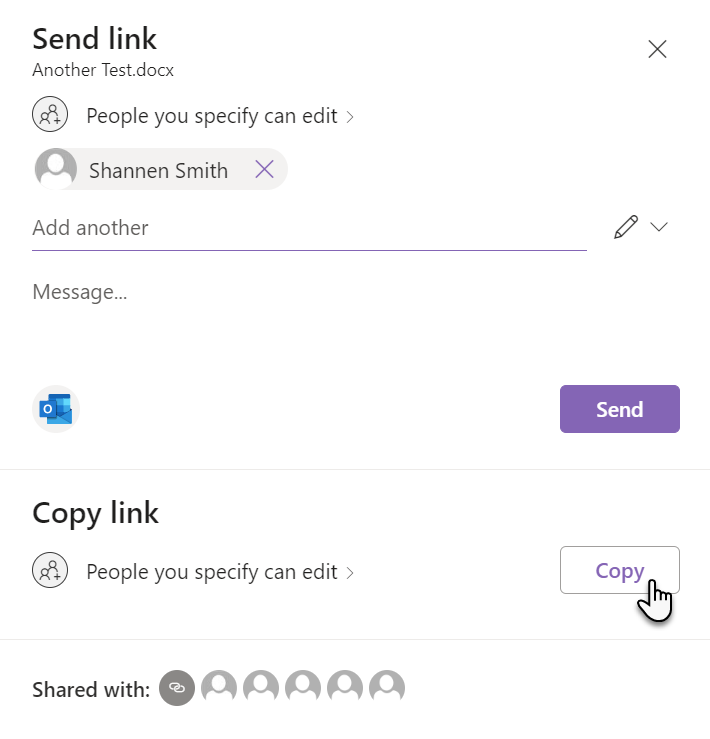 Send link
Another Test.docx
People you specify can edit
Shannen Smith
Add another
Message...
O
Send
Copy link
People you specify can edit
Copy
Shared with: